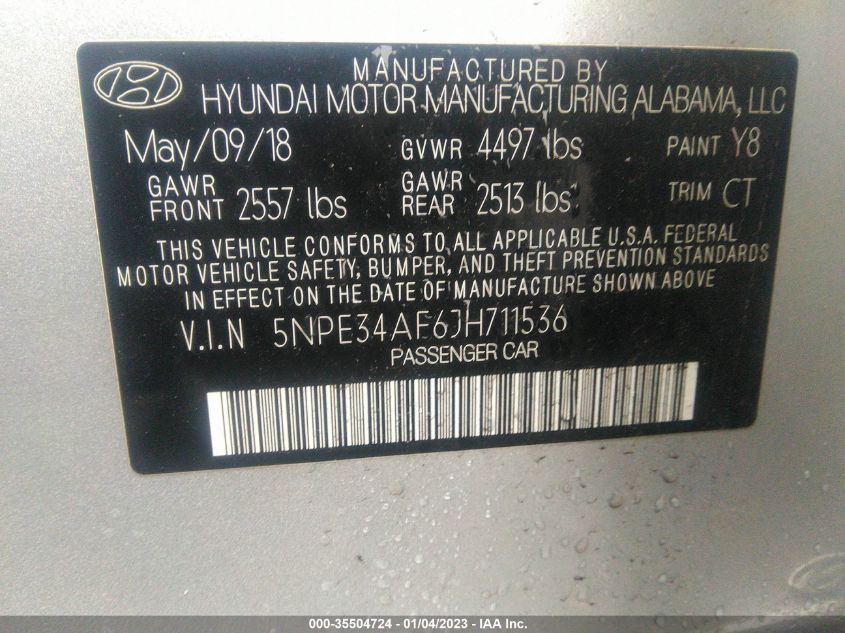 MANUFACTURED BY
HYUNDAI MOTOR MANUFACTURING ALABAMA, LLC
May/09/18 GVWR 4497 lbs PAINT Y8
GAWR FRONT 2557 lbs GAWR REAR 2513 lbs TRIM CT
THIS VEHICLE CONFORMS TO ALL APPLICABLE U.S.A. FEDERAL
MOTOR VEHICLE SAFETY, BUMPER, AND THEFT PREVENTION STANDARDS
IN EFFECT ON THE DATE OF MANUFACTURE SHOWN ABOVE
V.I.N 5NPE34AF6JH711536
PASSENGER CAR
000-35504724 - 01/04/2023 - IAA Inc.